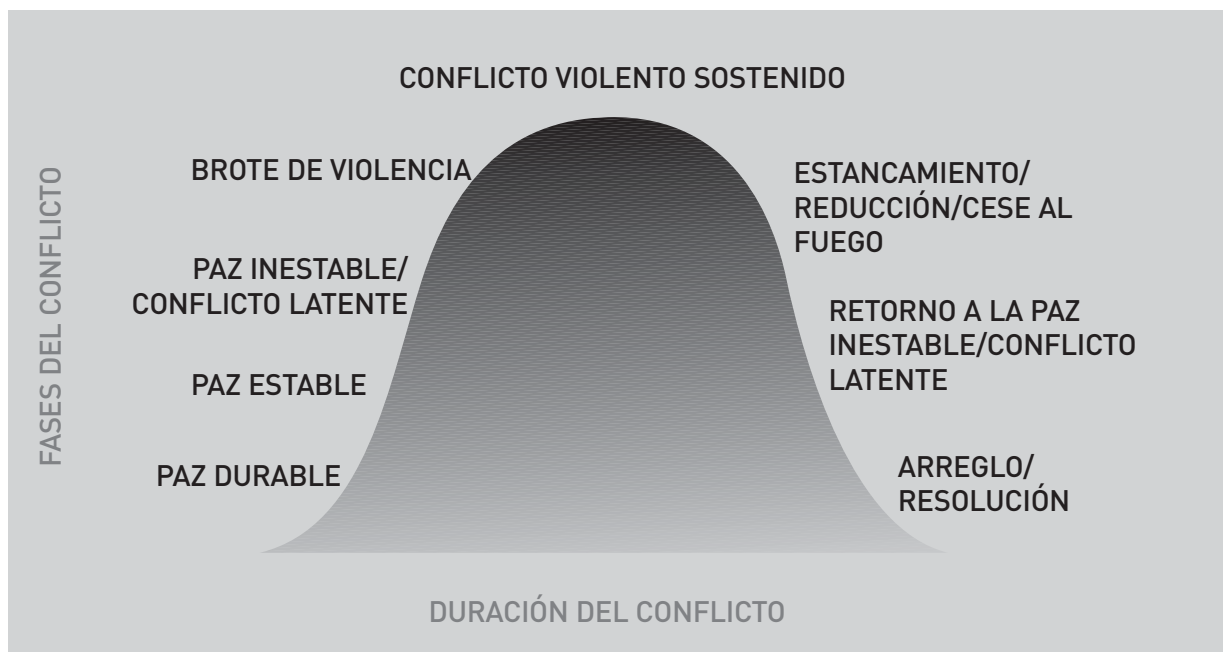 CONFLICTO VIOLENTO SOSTENIDO
BROTE DE VIOLENCIA
PAZ INESTABLE/
CONFLICTO LATENTE
PAZ ESTABLE
PAZ DURABLE
ESTANCAMIENTO/
REDUCCIÓN/CESE AL
FUEGO
RETORNO A LA PAZ
INESTABLE/CONFLICTO
LATENTE
ARREGLO/
RESOLUCIÓN
FASES DEL CONFLICTO
DURACIÓN DEL CONFLICTO